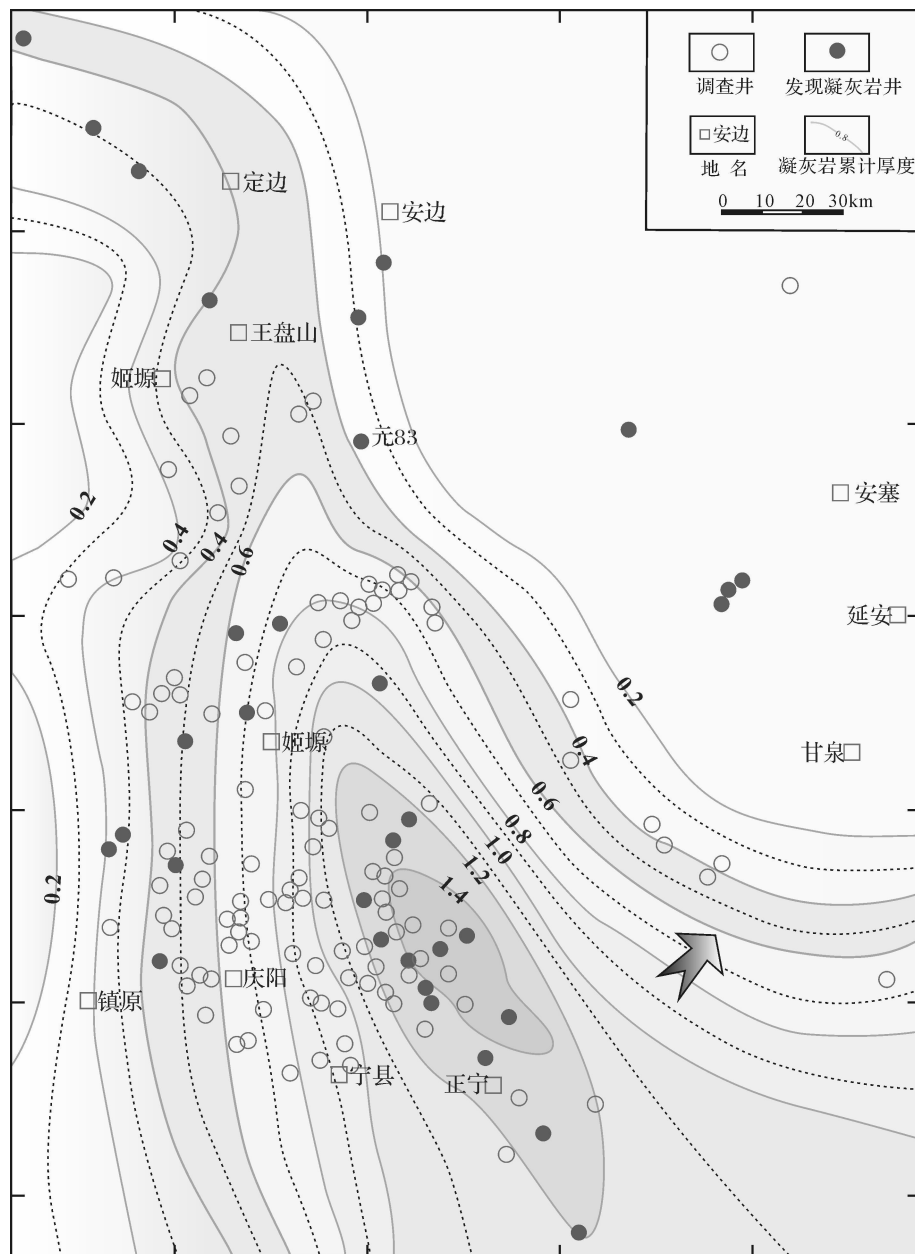 调查井
发现凝灰岩井
安边
0.8
地 名
凝灰岩累计厚度
0 10 20 30km
定边
安边
王盘山
姬塬
元83
安塞
0.2
0.4
0.4
0.6
延安
0.2
姬塬
0.4
甘泉
0.6
0.8
1.0
1.2
1.4
0.2
庆阳
镇原
宁县
正宁